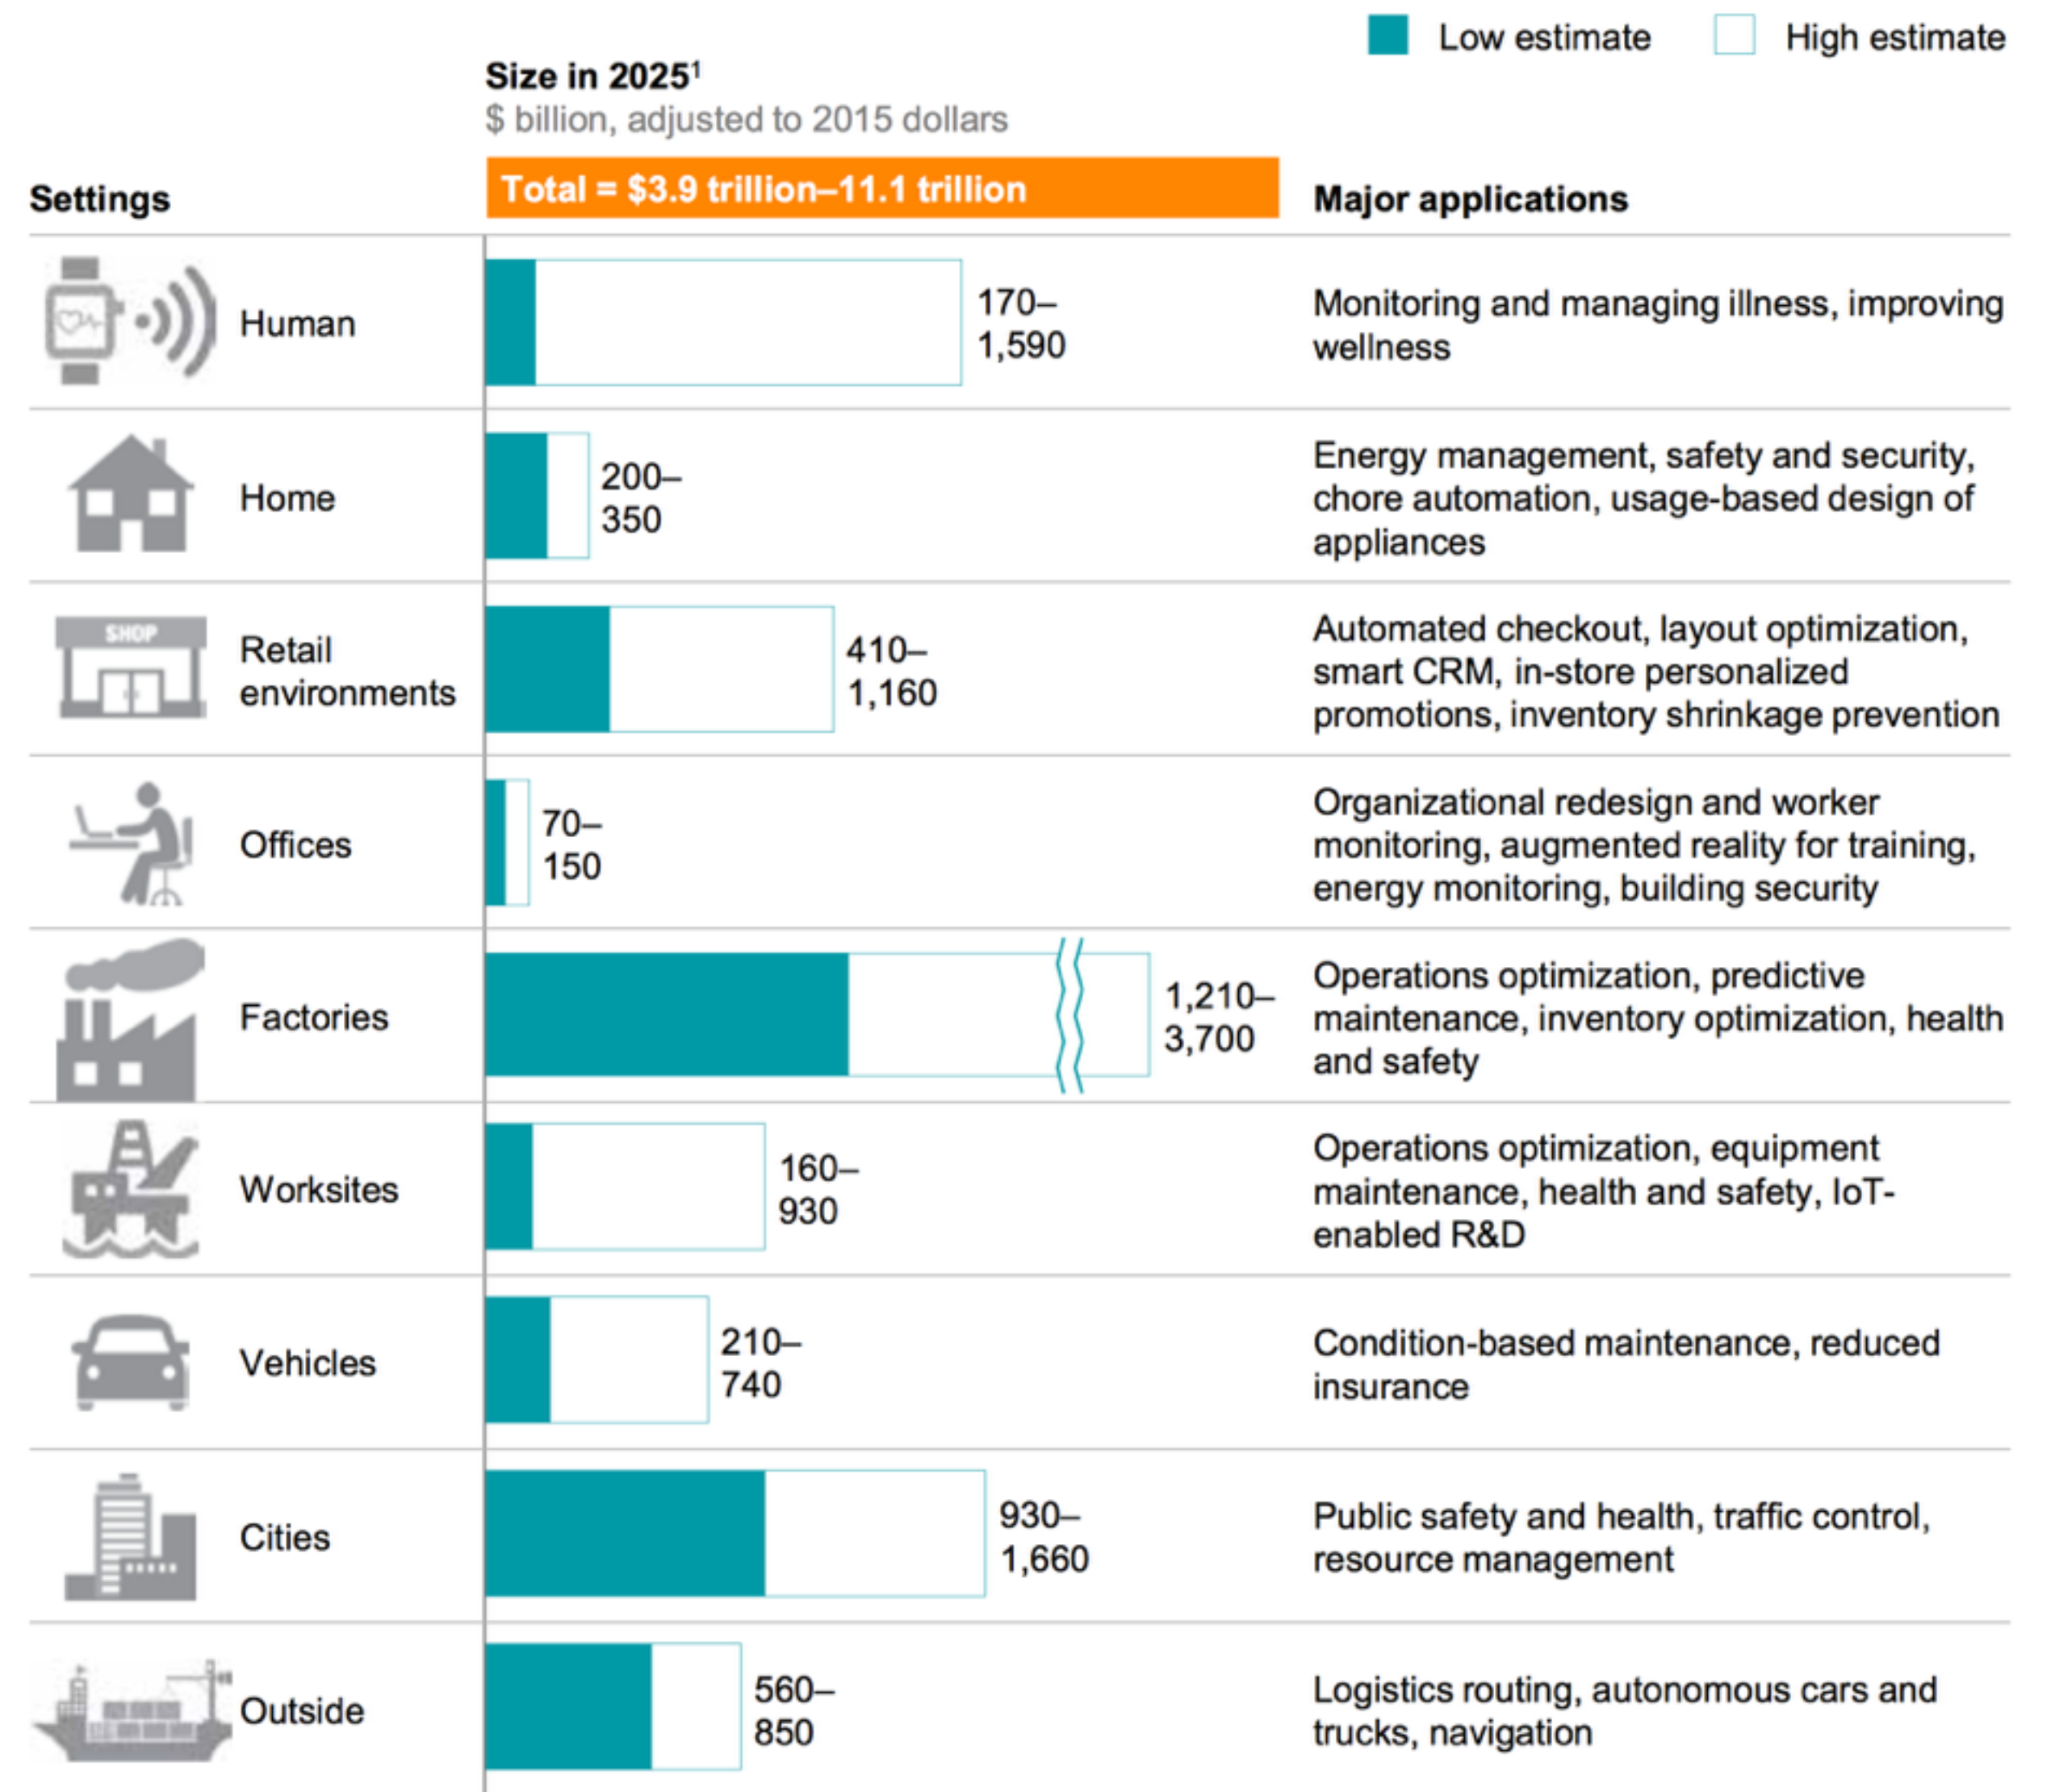 Low estimate High estimate
Size in 2025¹
$ billion, adjusted to 2015 dollars
Settings
Total = $3.9 trillion–11.1 trillion
Major applications
Human
170–
1,590
Monitoring and managing illness, improving
wellness
Home
200–
350
Energy management, safety and security,
chore automation, usage-based design of
appliances
SHOP
Retail
environments
410–
1,160
Automated checkout, layout optimization,
smart CRM, in-store personalized
promotions, inventory shrinkage prevention
Offices
70–
150
Organizational redesign and worker
monitoring, augmented reality for training,
energy monitoring, building security
Factories
1,210–
3,700
Operations optimization, predictive
maintenance, inventory optimization, health
and safety
Worksites
160–
930
Operations optimization, equipment
maintenance, health and safety, IoT-
enabled R&D
Vehicles
210–
740
Condition-based maintenance, reduced
insurance
Cities
930–
1,660
Public safety and health, traffic control,
resource management
Outside
560–
850
Logistics routing, autonomous cars and
trucks, navigation